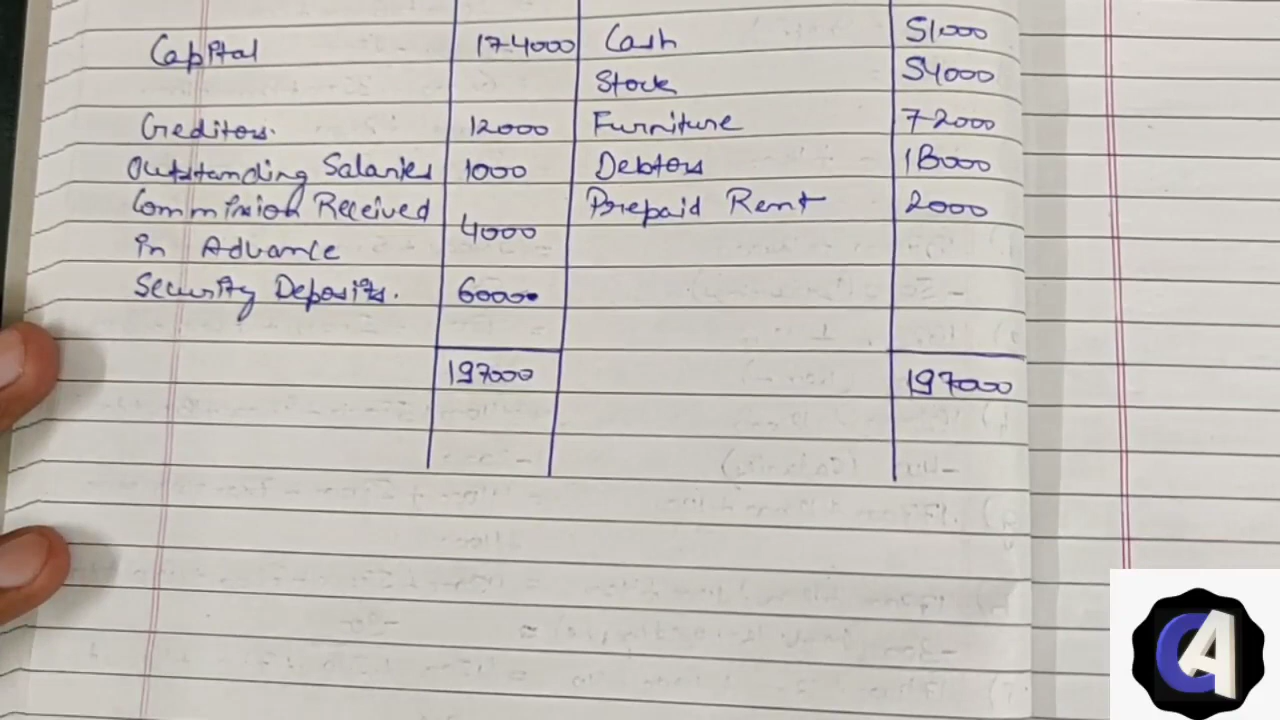 Capital 174000 Cash 51000
Stock 54000
Creditors. 12000 Furniture 72000
Outstanding Salaries 1000 Debtors 18000
Commission Received 4000 Prepaid Rent 2000
in Advance
Security Deposits. 6000
197000 197000
CA